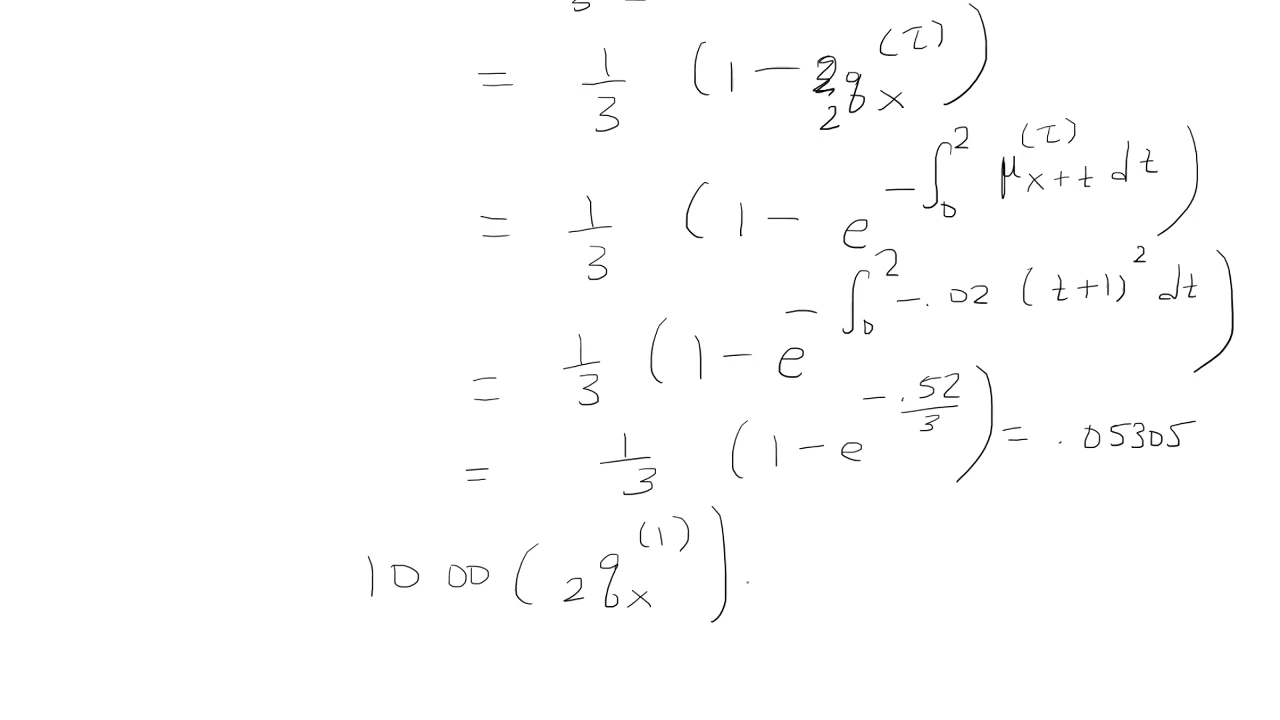 = 1/3 (1 - ₂q_x^(τ))
= 1/3 (1 - e^(-∫₀² μ_{x+t}^(τ) dt))
= 1/3 (1 - e^(-∫₀² -.02 (t+1)² dt))
= 1/3 (1 - e^(-.52/3)) = .05305
1000 (₂q_x^(1))